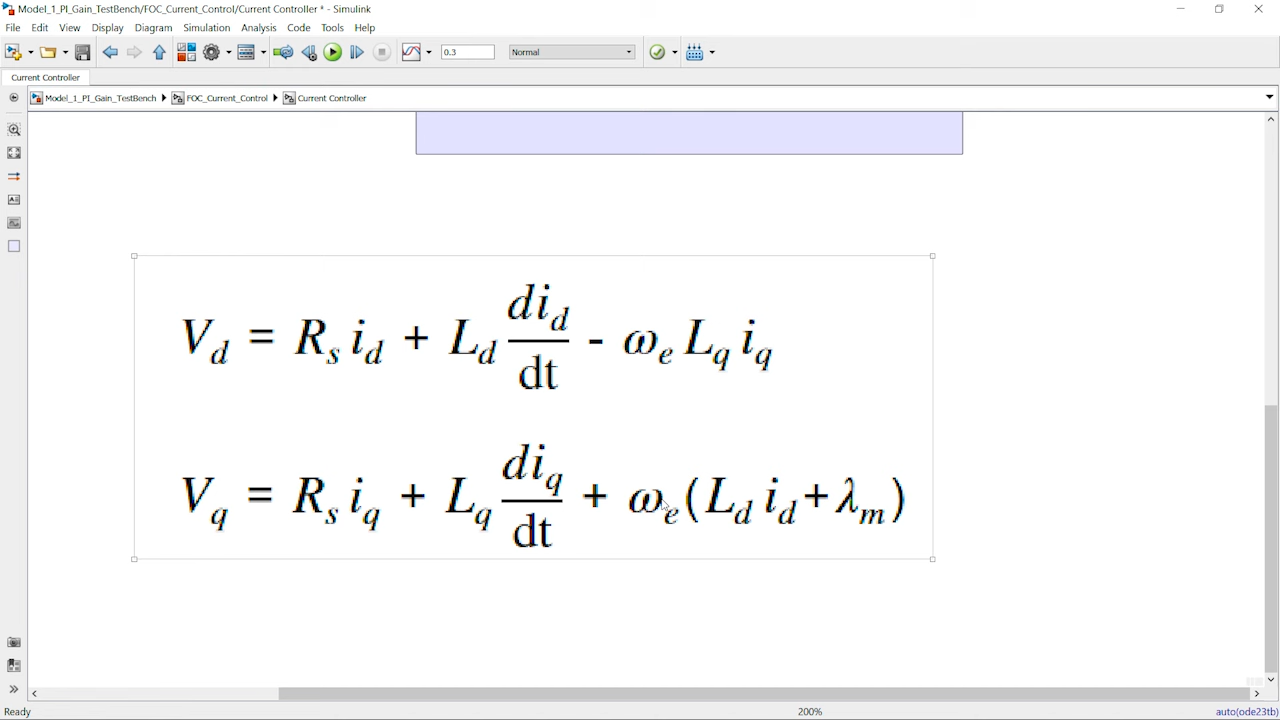 Model_1_PI_Gain_TestBench/FOC_Current_Control/Current Controller * - Simulink
File Edit View Display Diagram Simulation Analysis Code Tools Help
0.3 Normal
Current Controller
Model_1_PI_Gain_TestBench FOC_Current_Control Current Controller
V_d = R_s i_d + L_d di_d/dt - ω_e L_q i_q
V_q = R_s i_q + L_q di_q/dt + ω_e(L_d i_d+λ_m)
Ready 200% auto(ode23tb)